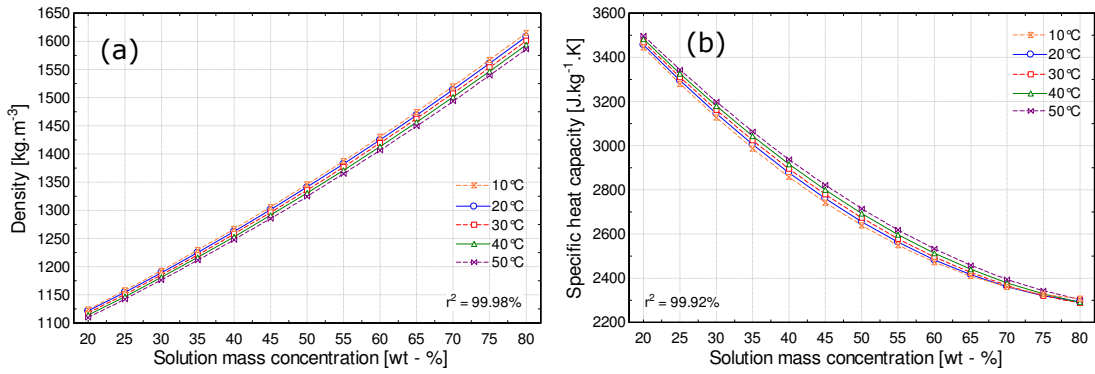 (a)
Density [kg.m-3]
1650
1600
1550
1500
1450
1400
1350
1300
1250
1200
1150
1100
10°C
20°C
30°C
40°C
50°C
r² = 99.98%
20 25 30 35 40 45 50 55 60 65 70 75 80
Solution mass concentration [wt - %]
(b)
Specific heat capacity [J.kg-1.K]
3600
3400
3200
3000
2800
2600
2400
2200
10°C
20°C
30°C
40°C
50°C
r² = 99.92%
20 25 30 35 40 45 50 55 60 65 70 75 80
Solution mass concentration [wt - %]